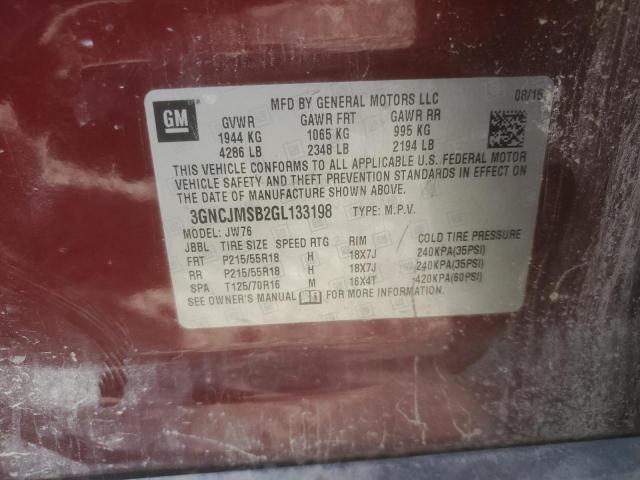 GM
MFD BY GENERAL MOTORS LLC
08/15
GVWR GAWR FRT GAWR RR
1944 KG 1065 KG 995 KG
4286 LB 2348 LB 2194 LB
THIS VEHICLE CONFORMS TO ALL APPLICABLE U.S. FEDERAL MOTOR
VEHICLE SAFETY AND THEFT PREVENTION STANDARDS IN EFFECT ON
THE DATE OF MANUFACTURE SHOWN ABOVE.
3GNCJMSB2GL133198 TYPE: M.P.V.
MODEL: JW76
JBBL TIRE SIZE SPEED RTG RIM COLD TIRE PRESSURE
FRT P215/55R18 H 18X7J 240KPA(35PSI)
RR P215/55R18 H 18X7J 240KPA(35PSI)
SPA T125/70R16 M 16X4T 420KPA(60PSI)
SEE OWNER'S MANUAL FOR MORE INFORMATION.